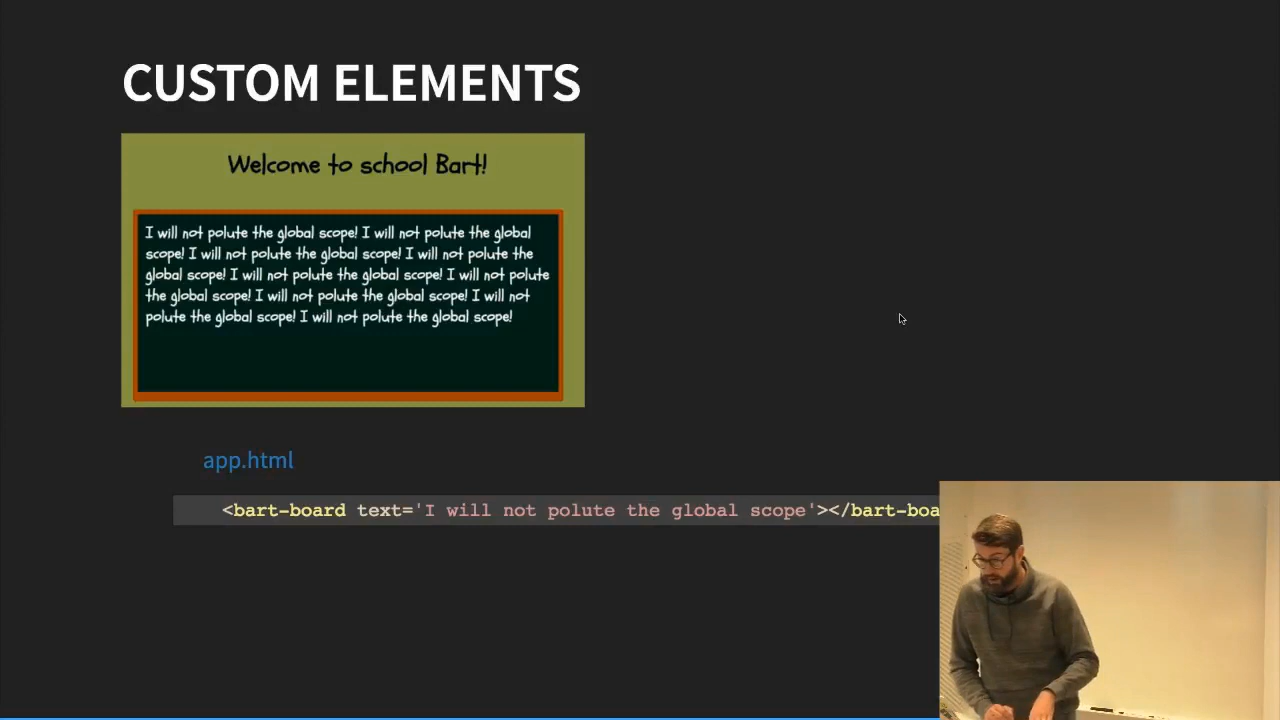 CUSTOM ELEMENTS
Welcome to school Bart!
I will not polute the global scope! I will not polute the global
scope! I will not polute the global scope! I will not polute the
global scope! I will not polute the global scope! I will not polute
the global scope! I will not polute the global scope! I will not
polute the global scope! I will not polute the global scope!
app.html
<bart-board text='I will not polute the global scope'></bart-boa